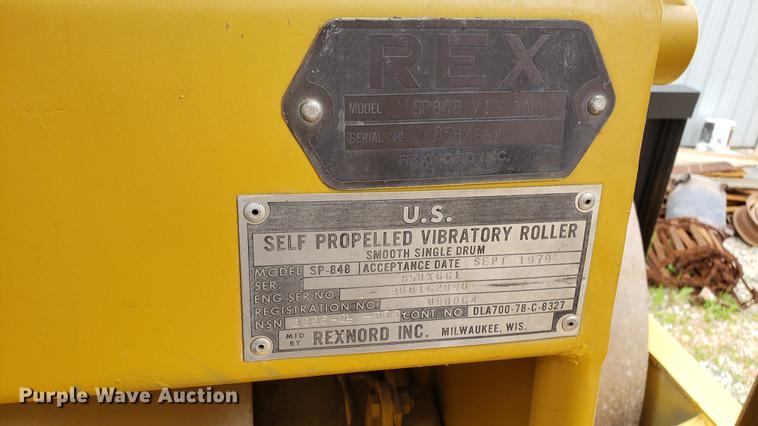 REX
MODEL SP848 VIB ROLL
SERIAL NO 85HX661
REXNORD INC.
U.S.
SELF PROPELLED VIBRATORY ROLLER
SMOOTH SINGLE DRUM
MODEL SP-848 ACCEPTANCE DATE SEPT 1979
SER. 85HX661
ENG. SER NO.
REGISTRATION NO.
NSN CONT. NO. DLA700-78-C-8327
MFD BY REXNORD INC. MILWAUKEE, WIS.
Purple Wave Auction